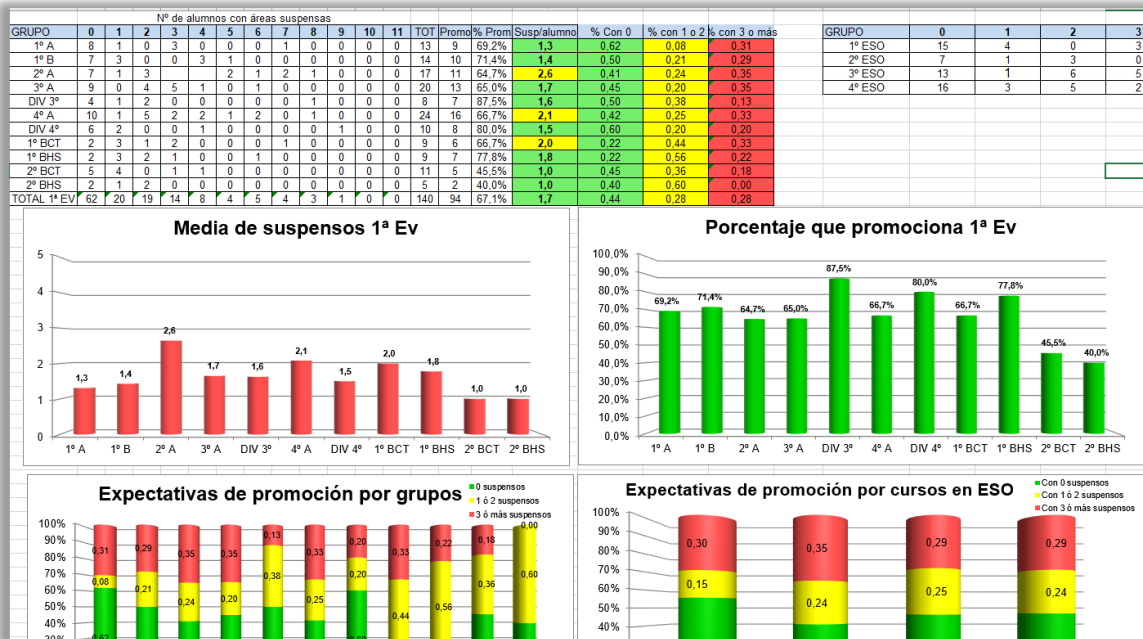 Nº de alumnos con áreas suspensas
GRUPO 0 1 2 3 4 5 6 7 8 9 10 11 TOT Promo % Prom Susp/alumno % Con 0 % con 1 o 2 % con 3 o más
1º A 8 1 0 3 0 0 0 1 0 0 0 0 13 9 69,2% 1,3 0,62 0,08 0,31
1º B 7 3 0 0 3 1 0 0 0 0 0 0 14 10 71,4% 1,4 0,50 0,21 0,29
2º A 7 1 3 2 1 2 1 0 0 0 17 11 64,7% 2,6 0,41 0,24 0,35
3º A 9 0 4 5 1 0 1 0 0 0 0 0 20 13 65,0% 1,7 0,45 0,20 0,35
DIV 3º 4 1 2 0 0 0 0 0 1 0 0 0 8 7 87,5% 1,6 0,50 0,38 0,13
4º A 10 1 5 2 2 1 2 0 1 0 0 0 24 16 66,7% 2,1 0,42 0,25 0,33
DIV 4º 6 2 0 0 1 0 0 0 0 1 0 0 10 8 80,0% 1,5 0,60 0,20 0,20
1º BCT 2 3 1 2 0 0 0 1 0 0 0 0 9 6 66,7% 2,0 0,22 0,44 0,33
1º BHS 2 3 2 1 0 0 1 0 0 0 0 0 9 7 77,8% 1,8 0,22 0,56 0,22
2º BCT 5 4 0 1 1 0 0 0 0 0 0 0 11 5 45,5% 1,0 0,45 0,36 0,18
2º BHS 2 1 2 0 0 0 0 0 0 0 0 0 5 2 40,0% 1,0 0,40 0,60 0,00
TOTAL 1ª EV 62 20 19 14 8 4 5 4 3 1 0 0 140 94 67,1% 1,7 0,44 0,28 0,28
GRUPO 0 1 2 3
1º ESO 15 4 0 3
2º ESO 7 1 3 0
3º ESO 13 1 6 5
4º ESO 16 3 5 2
Media de suspensos 1ª Ev
5
4
3
2
1
0
1,3 1,4 2,6 1,7 1,6 2,1 1,5 2,0 1,8 1,0 1,0
1º A 1º B 2º A 3º A DIV 3º 4º A DIV 4º 1º BCT 1º BHS 2º BCT 2º BHS
Porcentaje que promociona 1ª Ev
100,0%
90,0%
80,0%
70,0%
60,0%
50,0%
40,0%
30,0%
20,0%
10,0%
0,0%
69,2% 71,4% 64,7% 65,0% 87,5% 66,7% 80,0% 66,7% 77,8% 45,5% 40,0%
1º A 1º B 2º A 3º A DIV 3º 4º A DIV 4º 1º BCT 1º BHS 2º BCT 2º BHS
Expectativas de promoción por grupos
0 suspensos
1 ó 2 suspensos
3 ó más suspensos
100%
90%
80%
70%
60%
50%
40%
0,31 0,29 0,35 0,35 0,13 0,33 0,20 0,33 0,22 0,18 0,00
0,08 0,21 0,24 0,20 0,38 0,25 0,20 0,44 0,56 0,36 0,60
Expectativas de promoción por cursos en ESO
Con 0 suspensos
Con 1 ó 2 suspensos
Con 3 ó más suspensos
100%
90%
80%
70%
60%
50%
40%
0,30 0,35 0,29 0,29
0,15 0,24 0,25 0,24